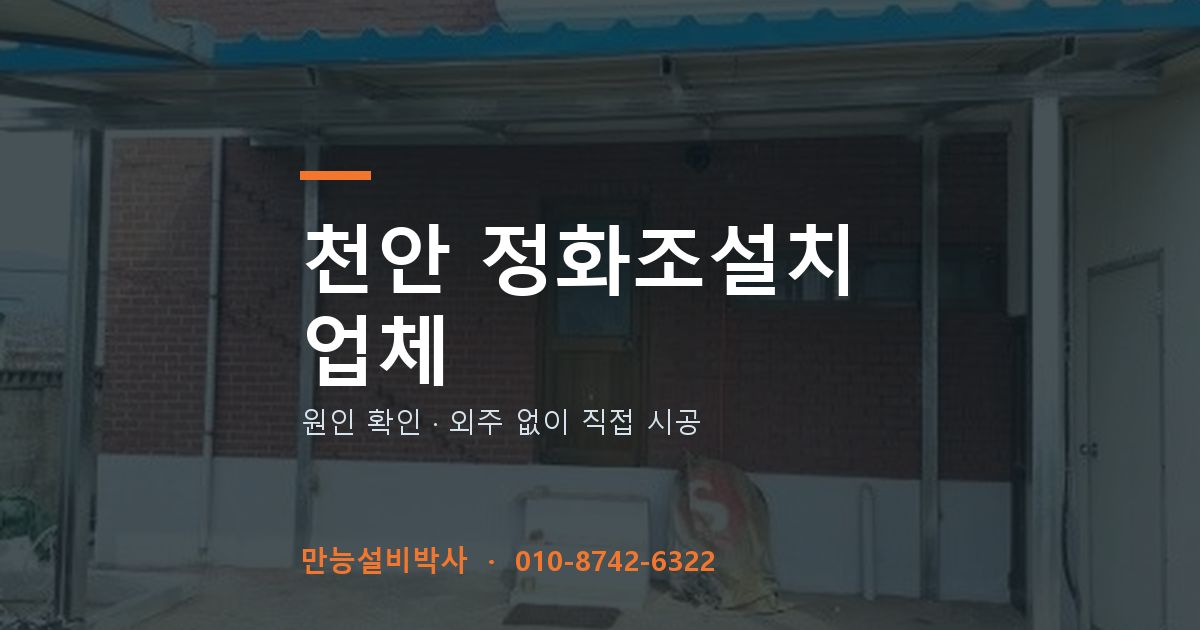 천안 정화조설치
업체
원인 확인 · 외주 없이 직접 시공
S
만능설비박사 · 010-8742-6322